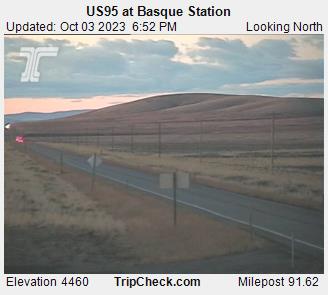 US95 at Basque Station
Updated: Oct 03 2023 6:52 PM Looking North
Elevation 4460 TripCheck.com Milepost 91.62